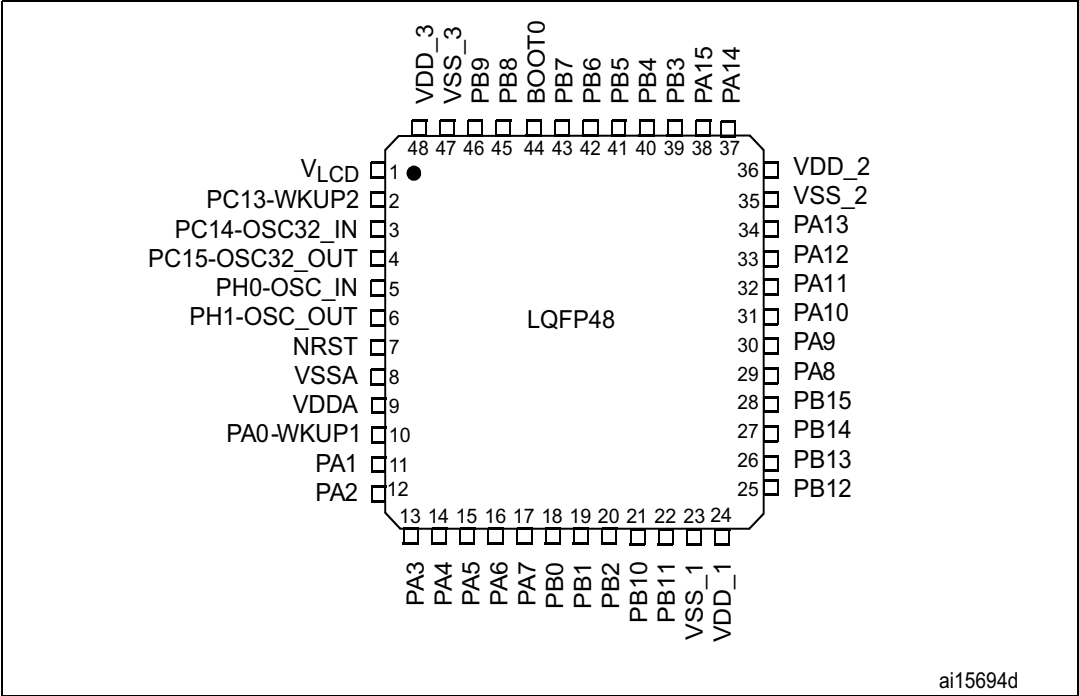 VDD_3
VSS_3
PB9
PB8
BOOT0
PB7
PB6
PB5
PB4
PB3
PA15
PA14
48 47 46 45 44 43 42 41 40 39 38 37
VLCD 1
PC13-WKUP2 2
PC14-OSC32_IN 3
PC15-OSC32_OUT 4
PH0-OSC_IN 5
PH1-OSC_OUT 6
NRST 7
VSSA 8
VDDA 9
PA0-WKUP1 10
PA1 11
PA2 12
LQFP48
36 VDD_2
35 VSS_2
34 PA13
33 PA12
32 PA11
31 PA10
30 PA9
29 PA8
28 PB15
27 PB14
26 PB13
25 PB12
13 14 15 16 17 18 19 20 21 22 23 24
PA3
PA4
PA5
PA6
PA7
PB0
PB1
PB2
PB10
PB11
VSS_1
VDD_1
ai15694d